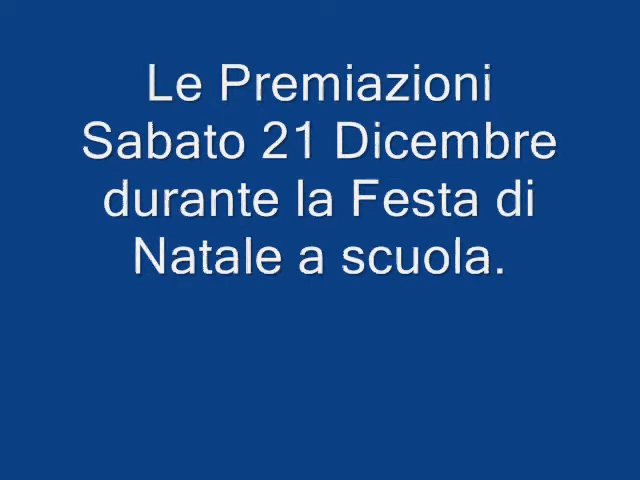 Le Premiazioni
Sabato 21 Dicembre
durante la Festa di
Natale a scuola.